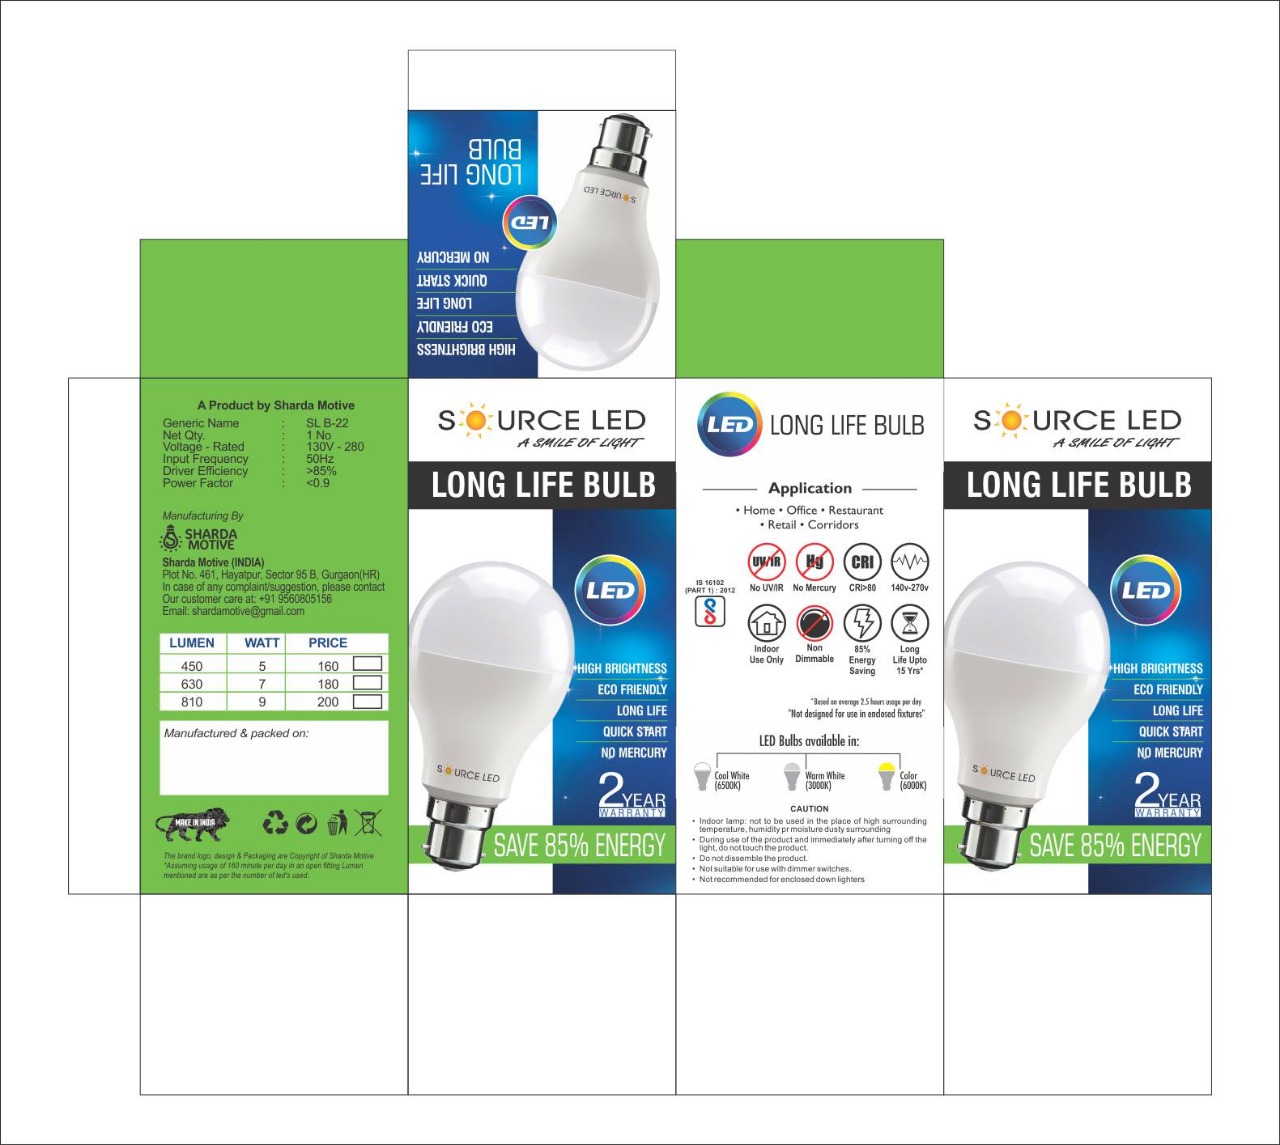 LONG LIFE
BULB
SOURCE LED
LED
NO MERCURY
QUICK START
LONG LIFE
ECO FRIENDLY
HIGH BRIGHTNESS
A Product by Sharda Motive
Generic Name : SL B-22
Net Qty. : 1 No
Voltage - Rated : 130V - 280
Input Frequency : 50Hz
Driver Efficiency : >85%
Power Factor : <0.9
Manufacturing By
SHARDA
MOTIVE
Sharda Motive (INDIA)
Plot No. 461, Hayatpur, Sector 95 B, Gurgaon(HR)
In case of any complaint/suggestion, please contact
Our customer care at: +91 9560805156
Email: shardamotive@gmail.com
LUMEN WATT PRICE
450 5 160
630 7 180
810 9 200
Manufactured & packed on:
MAKE IN INDIA
The brand logo, design & Packaging are Copyright of Sharda Motive
*Assuming usage of 160 minute per day in an open fitting Lumen
mentioned are as per the number of led's used.
SOURCE LED
A SMILE OF LIGHT
LONG LIFE BULB
LED
HIGH BRIGHTNESS
ECO FRIENDLY
LONG LIFE
QUICK START
NO MERCURY
SOURCE LED
2 YEAR
WARRANTY
SAVE 85% ENERGY
LED LONG LIFE BULB
Application
• Home • Office • Restaurant
• Retail • Corridors
UV/IR Hg CRI
No UV/IR No Mercury CRI>80 140v-270v
IS 16102
(PART 1) : 2012
Indoor
Use Only
Non
Dimmable
85%
Energy
Saving
Long
Life Upto
15 Yrs*
*Based on average 2.5 hours usage per day
"Not designed for use in enclosed fixtures"
LED Bulbs available in:
Cool White
(6500K)
Warm White
(3000K)
Color
(6000K)
CAUTION
• Indoor lamp: not to be used in the place of high surrounding
temperature, humidity pr moisture dusty surrounding
• During use of the product and immediately after turning off the
light, do not touch the product.
• Do not dissemble the product.
• Not suitable for use with dimmer switches.
• Not recommended for enclosed down lighters
SOURCE LED
A SMILE OF LIGHT
LONG LIFE BULB
LED
HIGH BRIGHTNESS
ECO FRIENDLY
LONG LIFE
QUICK START
NO MERCURY
SOURCE LED
2 YEAR
WARRANTY
SAVE 85% ENERGY